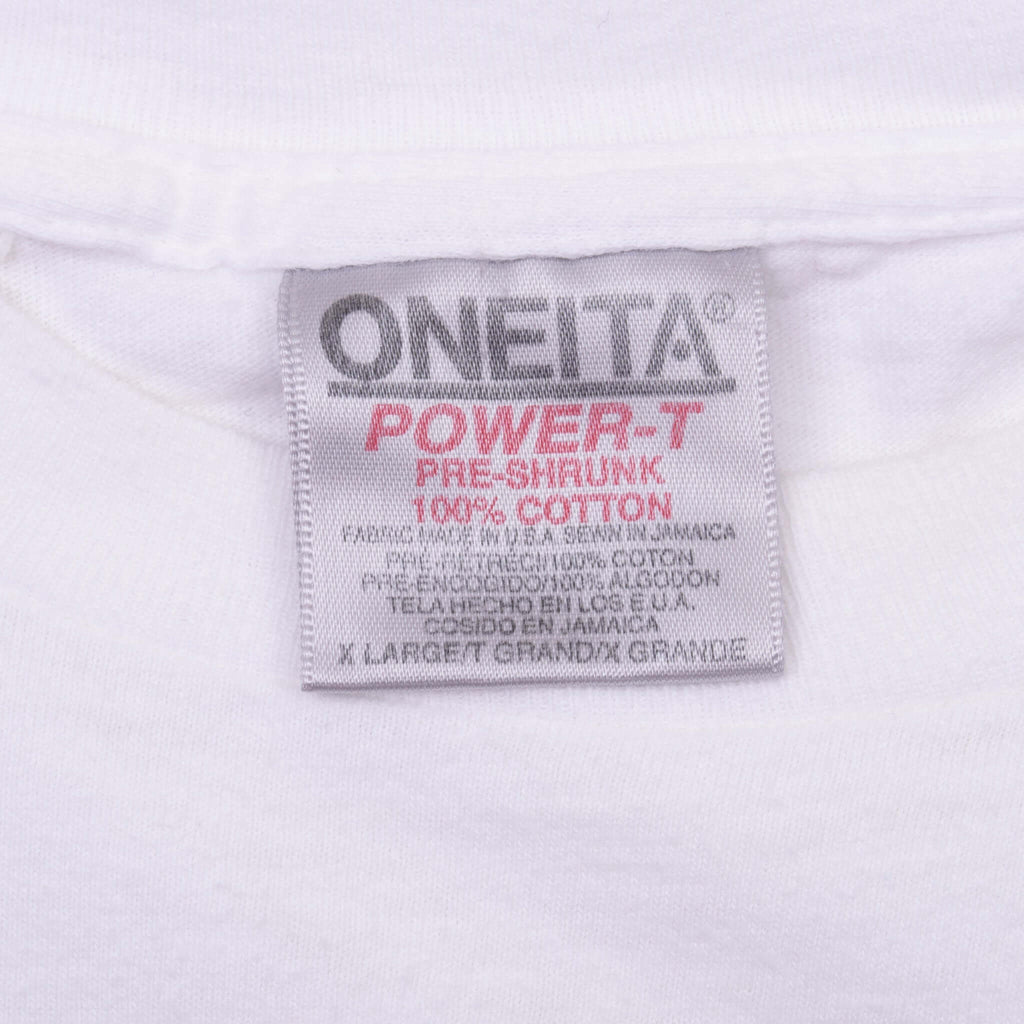 ONEITA®
POWER-T
PRE-SHRUNK
100% COTTON
FABRIC MADE IN U.S.A. SEWN IN JAMAICA
PRÉ-RÉTRÉCI/100% COTON
PRE-ENCOGIDO/100% ALGODON
TELA HECHO EN LOS E.U.A.
COSIDO EN JAMAICA
X LARGE/T GRAND/X GRANDE